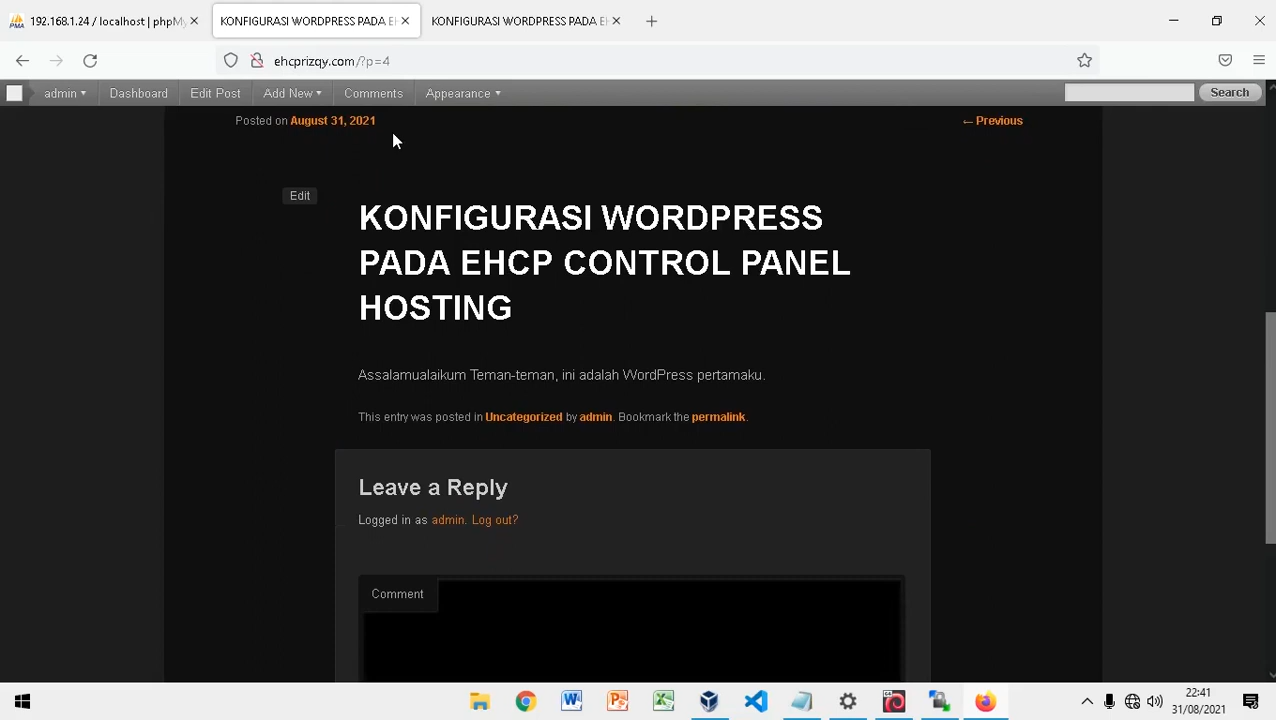 192.168.1.24 / localhost | phpMy
KONFIGURASI WORDPRESS PADA EH
KONFIGURASI WORDPRESS PADA EH
ehcprizqy.com/?p=4
admin
Dashboard
Edit Post
Add New
Comments
Appearance
Search
Posted on August 31, 2021
← Previous
Edit
KONFIGURASI WORDPRESS
PADA EHCP CONTROL PANEL
HOSTING
Assalamualaikum Teman-teman, ini adalah WordPress pertamaku.
This entry was posted in Uncategorized by admin. Bookmark the permalink.
Leave a Reply
Logged in as admin. Log out?
Comment
22:41
31/08/2021